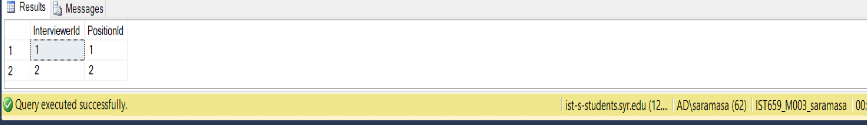 Results Messages
InterviewerId PositionId
1 1 1
2 2 2
Query executed successfully. ist-s-students.syr.edu (12.... AD\saramasa (62) IST659_M003_saramasa 00: